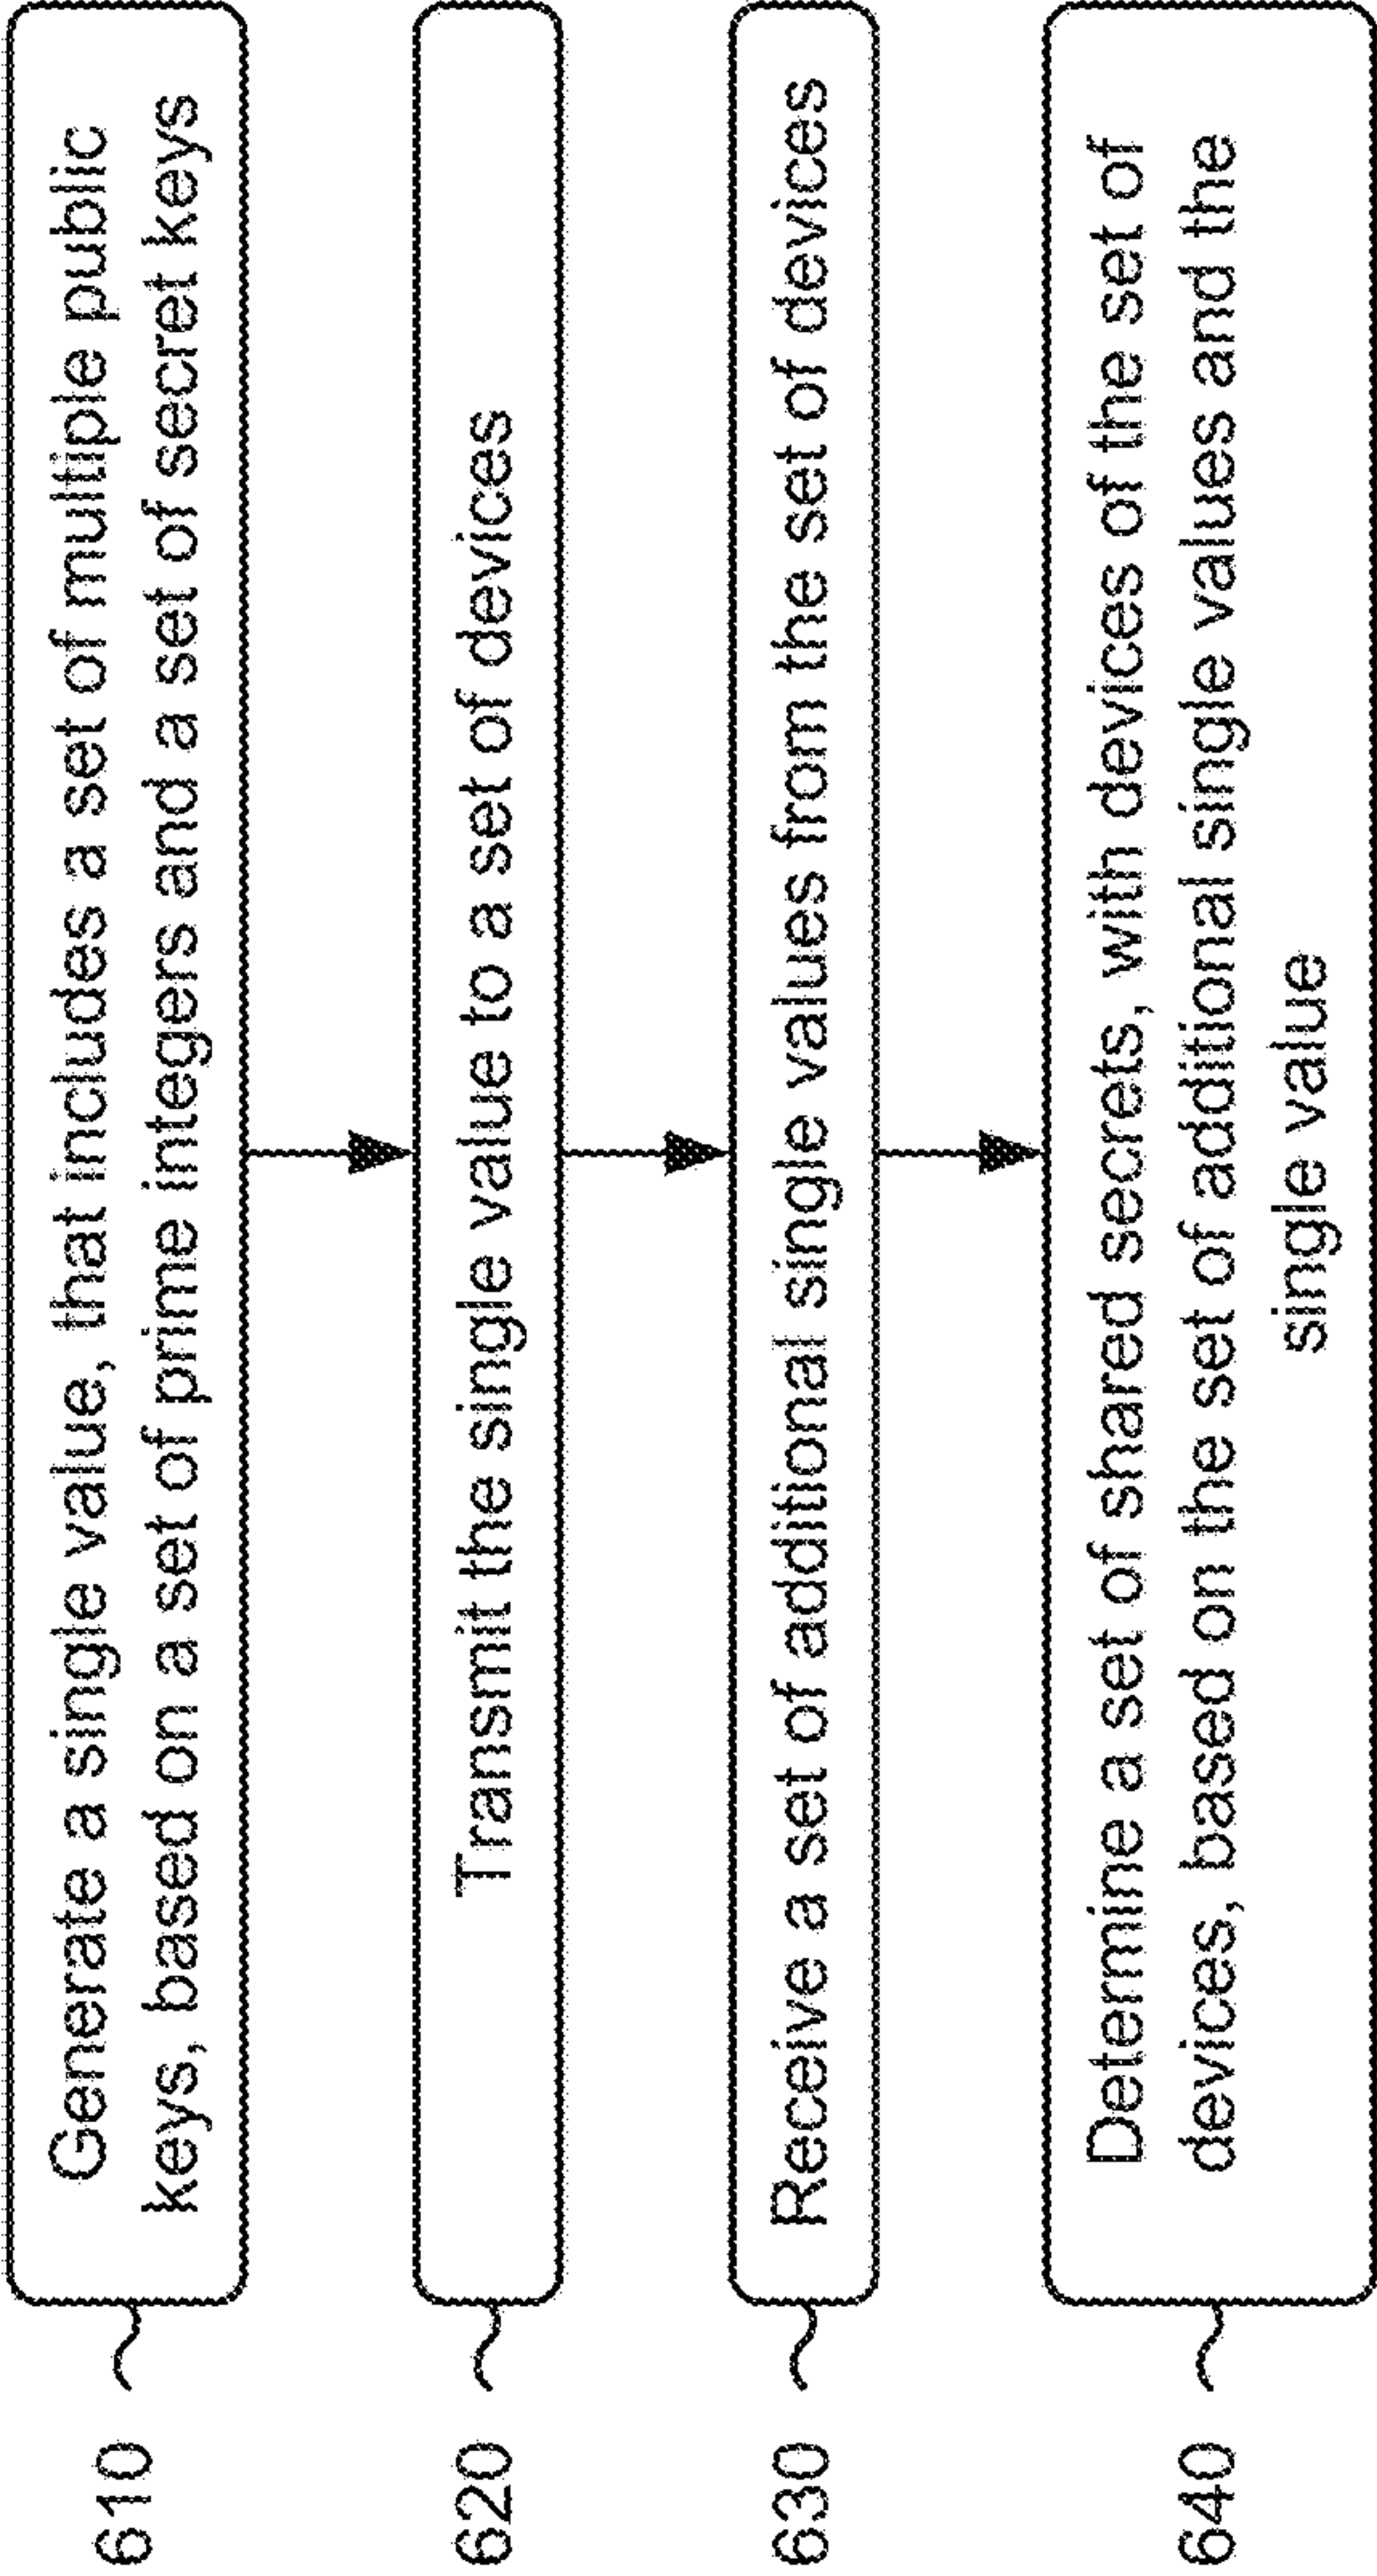 610
Generate a single value, that includes a set of multiple public
keys, based on a set of prime integers and a set of secret keys
620
Transmit the single value to a set of devices
630
Receive a set of additional single values from the set of devices
640
Determine a set of shared secrets, with devices of the set of
devices, based on the set of additional single values and the
single value